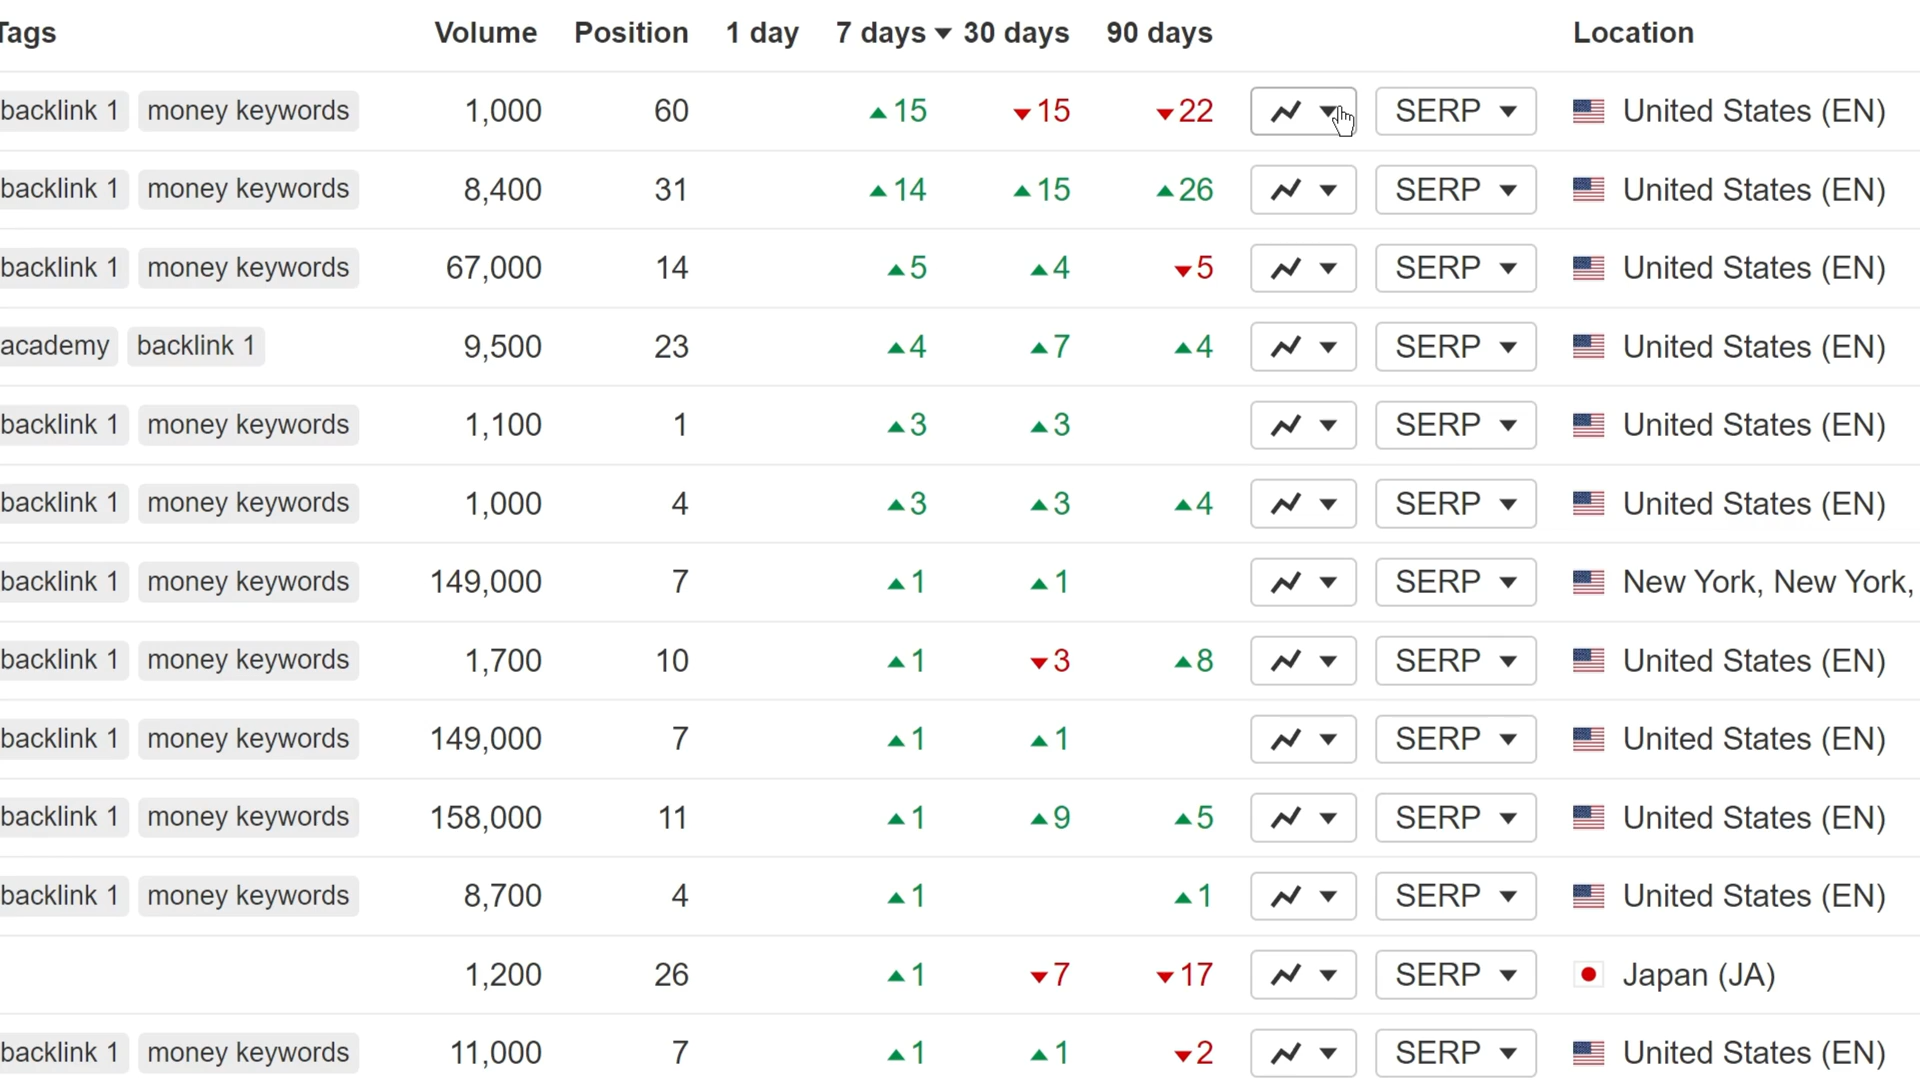 Tags Volume Position 1 day 7 days 30 days 90 days Location
backlink 1 money keywords 1,000 60 15 15 22 SERP United States (EN)
backlink 1 money keywords 8,400 31 14 15 26 SERP United States (EN)
backlink 1 money keywords 67,000 14 5 4 5 SERP United States (EN)
academy backlink 1 9,500 23 4 7 4 SERP United States (EN)
backlink 1 money keywords 1,100 1 3 3 SERP United States (EN)
backlink 1 money keywords 1,000 4 3 3 4 SERP United States (EN)
backlink 1 money keywords 149,000 7 1 1 SERP New York, New York,
backlink 1 money keywords 1,700 10 1 3 8 SERP United States (EN)
backlink 1 money keywords 149,000 7 1 1 SERP United States (EN)
backlink 1 money keywords 158,000 11 1 9 5 SERP United States (EN)
backlink 1 money keywords 8,700 4 1 1 SERP United States (EN)
1,200 26 1 7 17 SERP Japan (JA)
backlink 1 money keywords 11,000 7 1 1 2 SERP United States (EN)